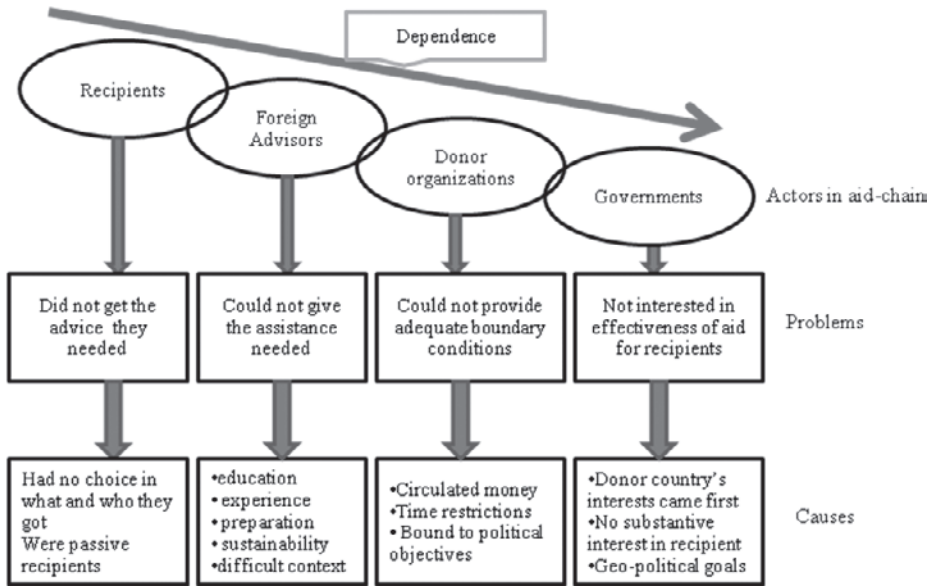 Dependence
Recipients
Foreign
Advisors
Donor
organizations
Governments
Actors in aid-chain
Did not get the
advice they
needed
Could not give
the assistance
needed
Could not provide
adequate boundary
conditions
Not interested in
effectiveness of aid
for recipients
Problems
Had no choice in
what and who they
got
Were passive
recipients
•education
•experience
•preparation
•sustainability
•difficult context
•Circulated money
•Time restrictions
• Bound to political
objectives
•Donor country's
interests came first
•No substantive
interest in recipient
•Geo-political goals
Causes